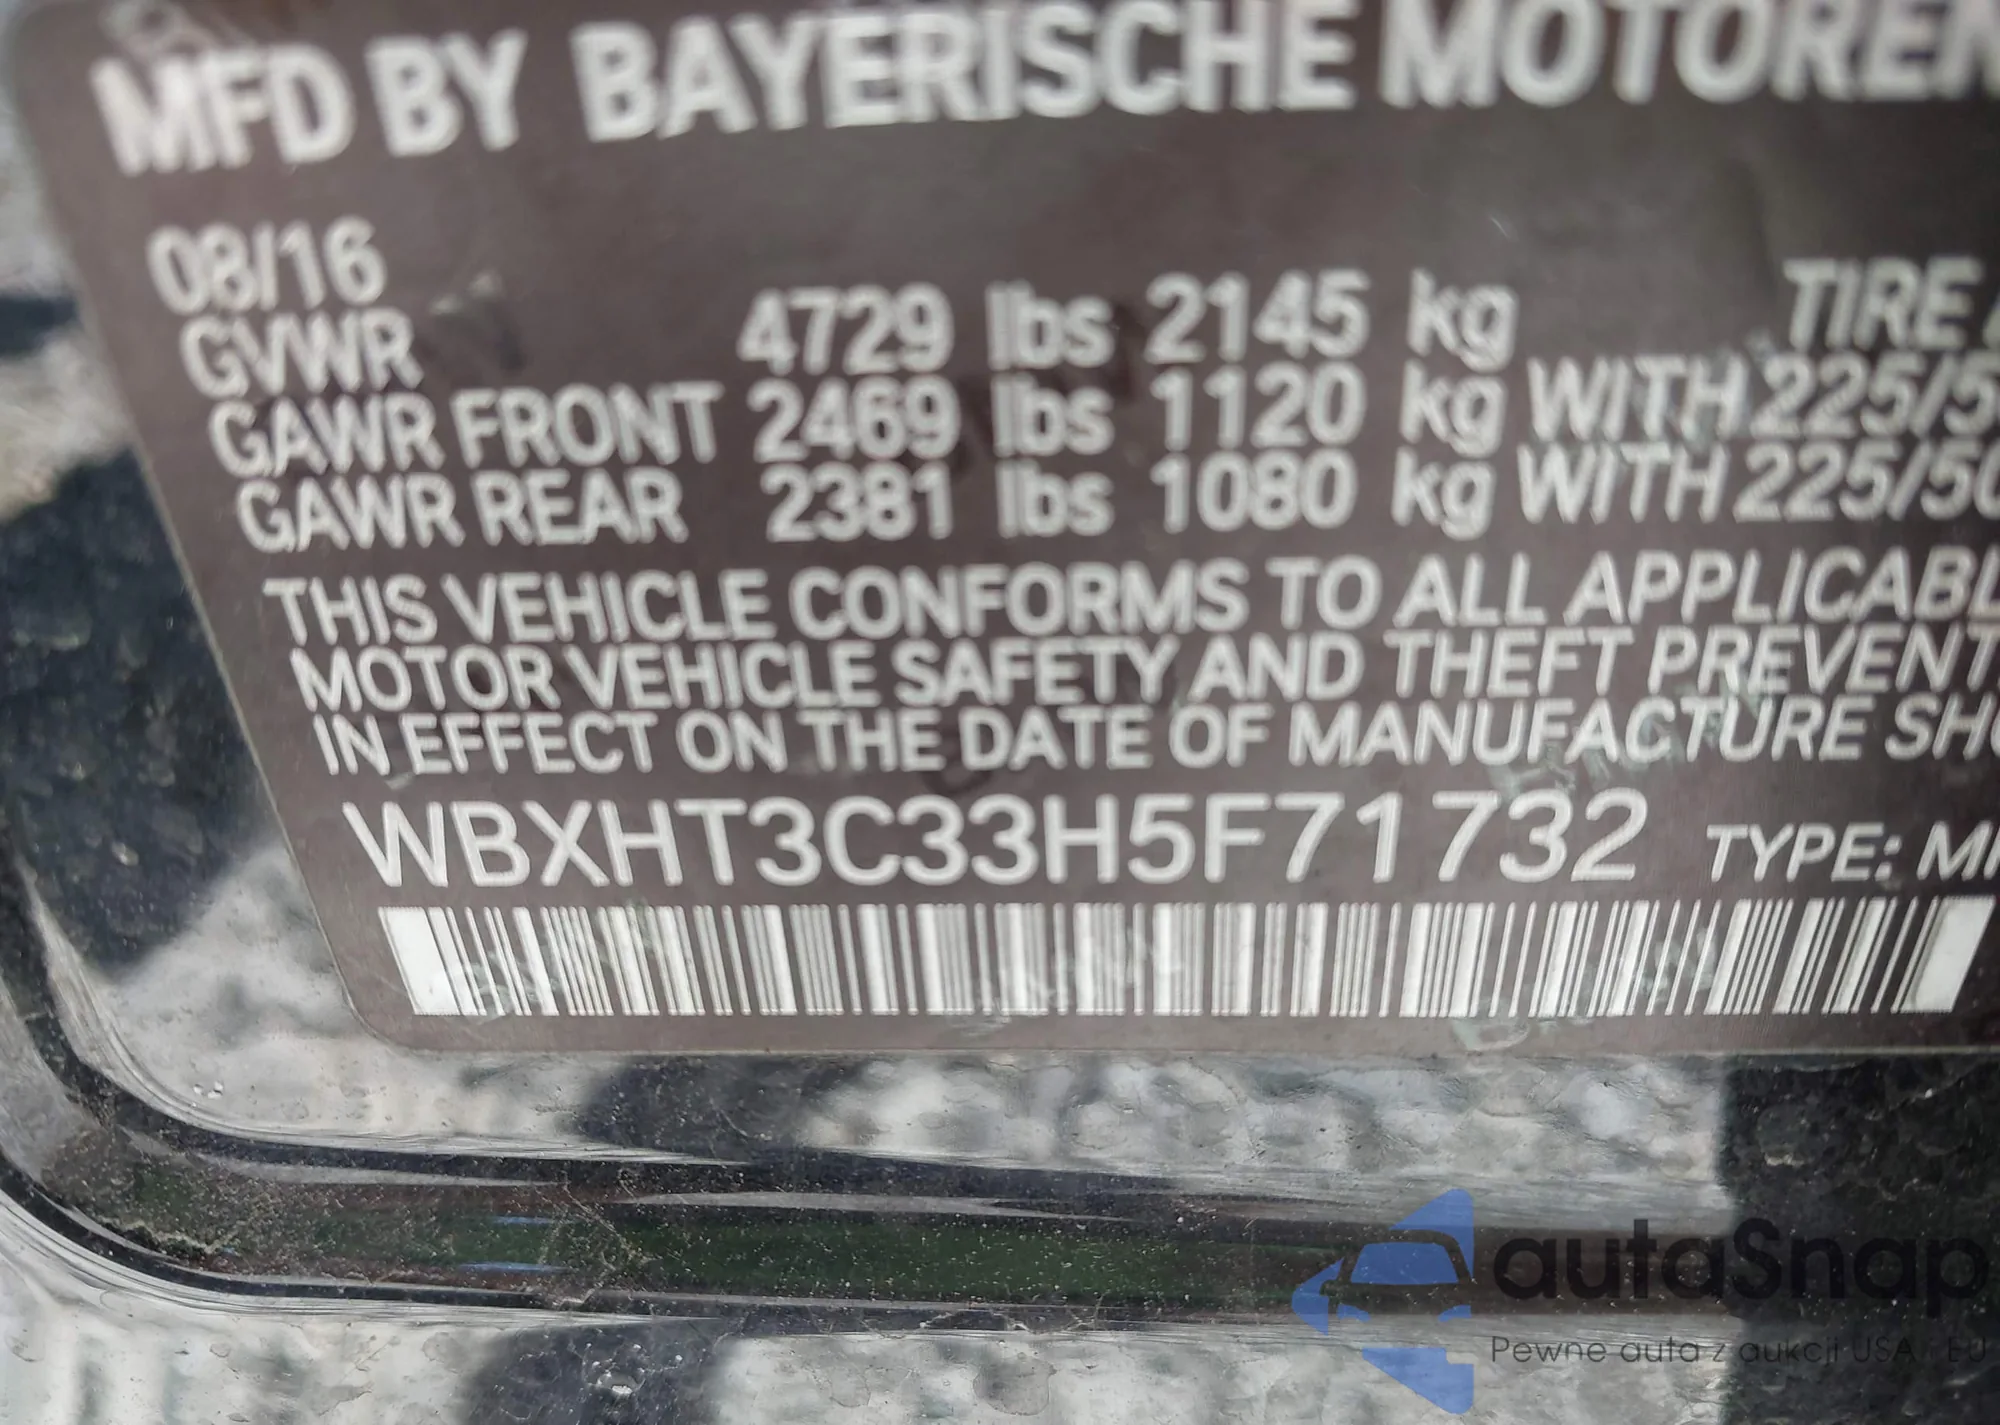 MFD BY BAYERISCHE MOTOREN
08/16
GVWR 4729 lbs 2145 kg TIRE
GAWR FRONT 2469 lbs 1120 kg WITH 225/5
GAWR REAR 2381 lbs 1080 kg WITH 225/50
THIS VEHICLE CONFORMS TO ALL APPLICABL
MOTOR VEHICLE SAFETY AND THEFT PREVENT
IN EFFECT ON THE DATE OF MANUFACTURE SHO
WBXHT3C33H5F71732 TYPE: M
autaSnap
Pewne auta z aukcji USA i EU